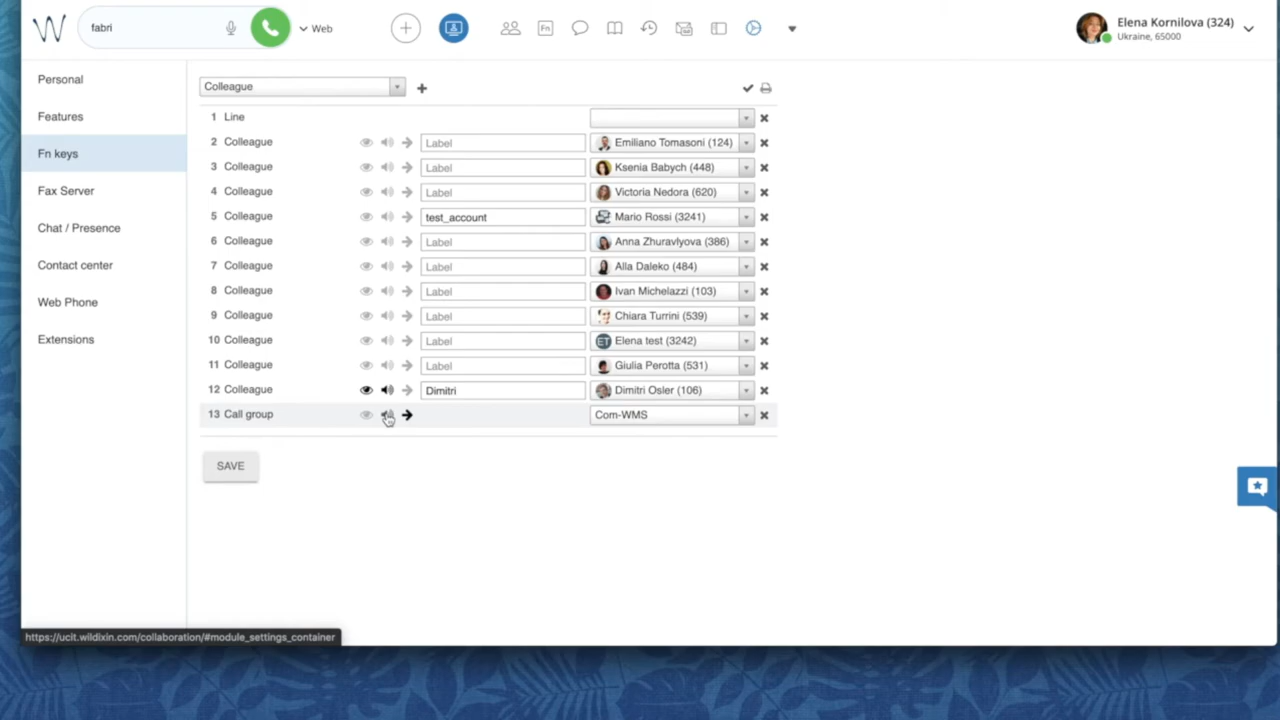 fabri
Web
Fn
Elena Kornilova (324)
Ukraine, 65000
Personal
Features
Fn keys
Fax Server
Chat / Presence
Contact center
Web Phone
Extensions
Colleague
1 Line
2 Colleague Label Emiliano Tomasoni (124)
3 Colleague Label Ksenia Babych (448)
4 Colleague Label Victoria Nedora (620)
5 Colleague test_account Mario Rossi (3241)
6 Colleague Label Anna Zhuravlyova (386)
7 Colleague Label Alla Daleko (484)
8 Colleague Label Ivan Michelazzi (103)
9 Colleague Label Chiara Turrini (539)
10 Colleague Label ET Elena test (3242)
11 Colleague Label Giulia Perotta (531)
12 Colleague Dimitri Dimitri Osler (106)
13 Call group Com-WMS
SAVE
https://ucit.wildixin.com/collaboration/#module_settings_container